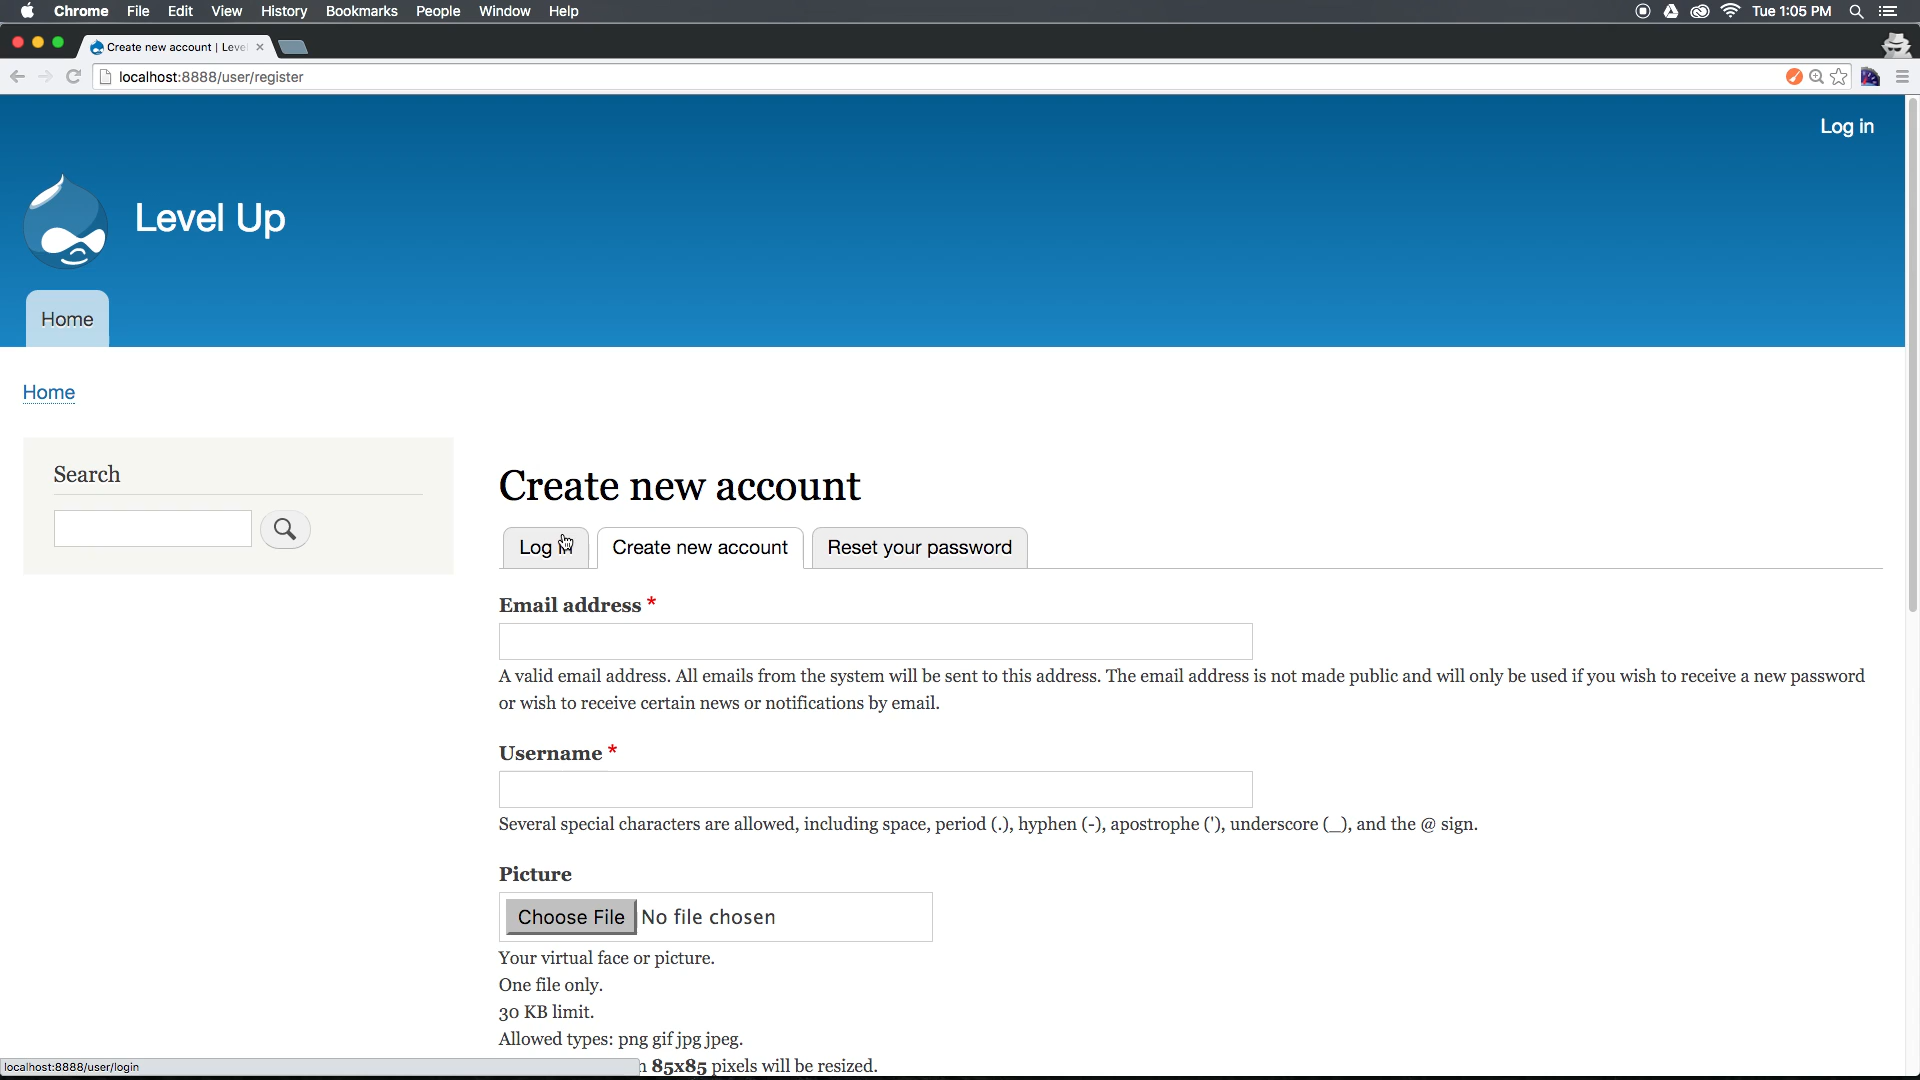 Chrome File Edit View History Bookmarks People Window Help Tue 1:05 PM
Create new account | Level
localhost:8888/user/register
Log in
Level Up
Home
Home
Search
Create new account
Log in Create new account Reset your password
Email address *
A valid email address. All emails from the system will be sent to this address. The email address is not made public and will only be used if you wish to receive a new password
or wish to receive certain news or notifications by email.
Username *
Several special characters are allowed, including space, period (.), hyphen (-), apostrophe ('), underscore (_), and the @ sign.
Picture
Choose File No file chosen
Your virtual face or picture.
One file only.
30 KB limit.
Allowed types: png gif jpg jpeg.
85x85 pixels will be resized.
localhost:8888/user/login